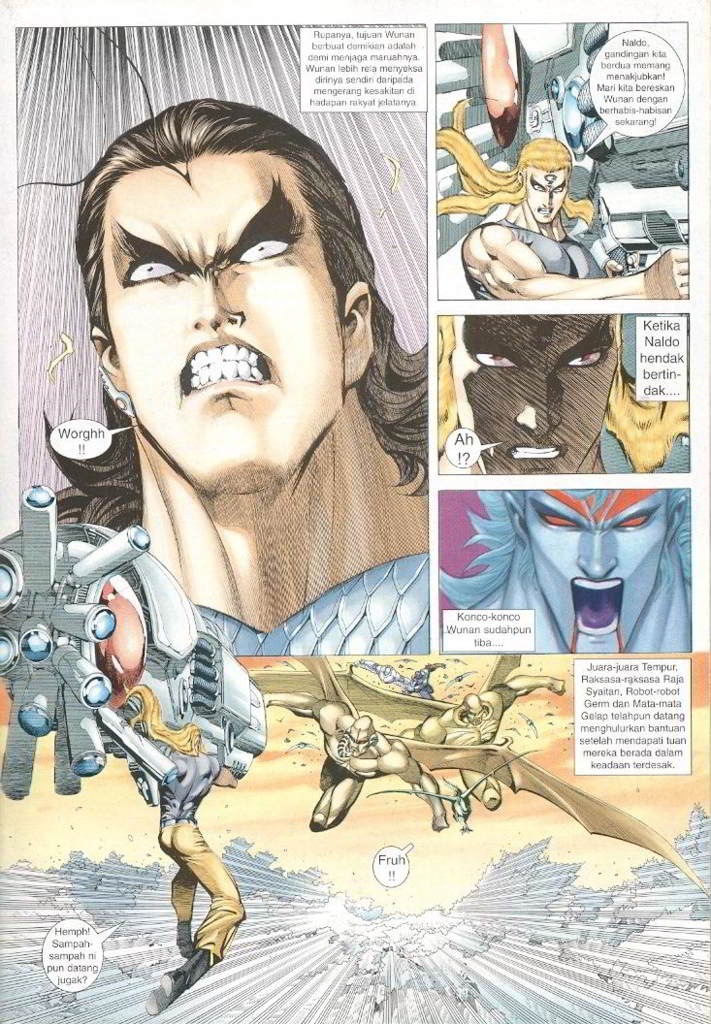 Rupanya, tujuan Wunan
berbuat demikian adalah
demi menjaga maruahnya.
Wunan lebih rela menyeksa
dirinya sendiri daripada
mengerang kesakitan di
hadapan rakyat jelatanya.
Naldo,
gandingan kita
berdua memang
menakjubkan!
Mari kita bereskan
Wunan dengan
berhabis-habisan
sekarang!
Worghh
!!
Ketika
Naldo
hendak
bertin-
dak....
Ah
!?
Konco-konco
Wunan sudahpun
tiba....
Juara-juara Tempur,
Raksasa-raksasa Raja
Syaitan, Robot-robot
Germ dan Mata-mata
Gelap telahpun datang
menghulurkan bantuan
setelah mendapati tuan
mereka berada dalam
keadaan terdesak.
Fruh
!!
Hemph!
Sampah-
sampah ni
pun datang
jugak?